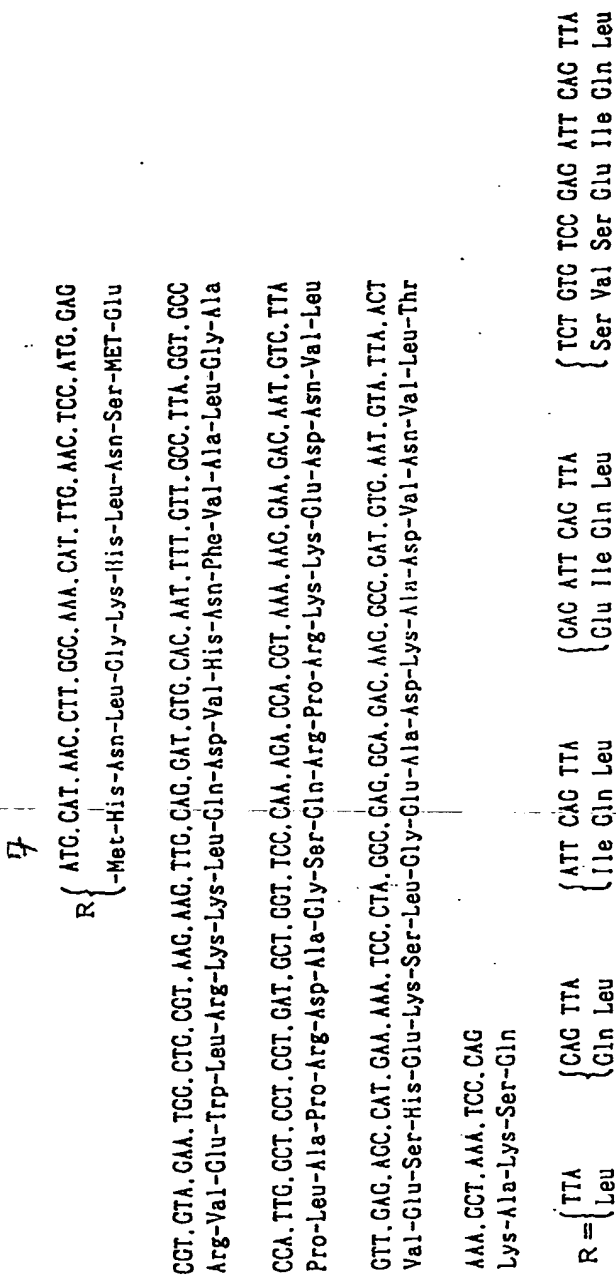 7
R{ ATG.CAT.AAC.CTT.GGC.AAA.CAT.TTG.AAC.TCC.ATG.GAG
-Met-His-Asn-Leu-Gly-Lys-His-Leu-Asn-Ser-MET-Glu
CGT.GTA.GAA.TGG.CTG.CGT.AAG.AAG.TTG.CAG.GAT.GTG.CAC.AAT.TTT.GTT.GCC.TTA.GGT.GCC
Arg-Val-Glu-Trp-Leu-Arg-Lys-Lys-Leu-Gln-Asp-Val-His-Asn-Phe-Val-Ala-Leu-Gly-Ala
CCA.TTG.GCT.CCT.CGT.GAT.GCT.GGT.TCC.CAA.AGA.CCA.CGT.AAA.AAG.GAA.GAC.AAT.GTC.TTA
Pro-Leu-Ala-Pro-Arg-Asp-Ala-Gly-Ser-Gln-Arg-Pro-Arg-Lys-Lys-Glu-Asp-Asn-Val-Leu
GTT.GAG.AGC.CAT.GAA.AAA.TCC.CTA.GGC.GAG.GCA.GAC.AAG.GCC.GAT.GTG.AAT.GTA.TTA.ACT
Val-Glu-Ser-His-Glu-Lys-Ser-Leu-Gly-Glu-Ala-Asp-Lys-Ala-Asp-Val-Asn-Val-Leu-Thr
AAA.GCT.AAA.TCC.CAG
Lys-Ala-Lys-Ser-Gln
R = {TTA {CAG TTA {ATT CAG TTA {GAG ATT CAG TTA {TCT GTG TCC GAG ATT CAG TTA
{Leu {Gln Leu {Ile Gln Leu {Glu Ile Gln Leu {Ser Val Ser Glu Ile Gln Leu